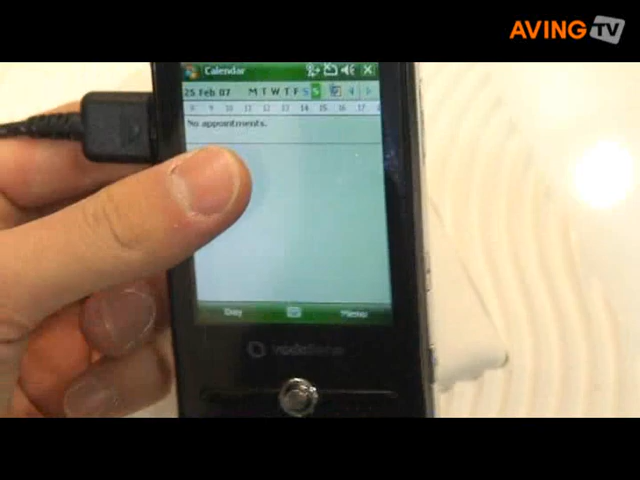 AVING TV
Calendar
25 Feb 07 M T W T F S S
8 9 10 11 12 13 14 15 16 17
No appointments.
Day Menu
vodafone